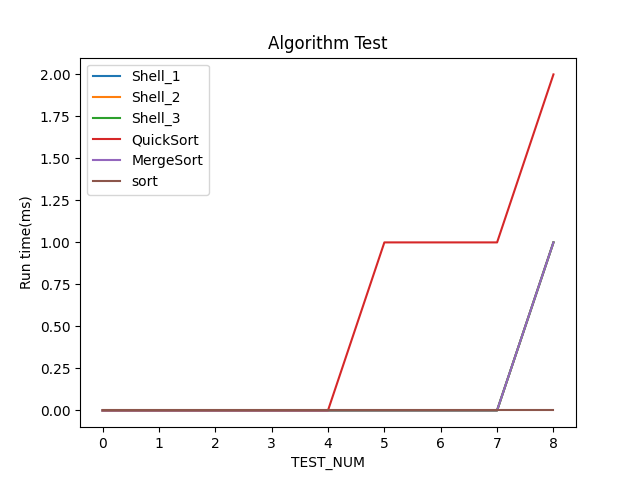 Algorithm Test
Shell_1
Shell_2
Shell_3
QuickSort
MergeSort
sort
2.00
1.75
1.50
1.25
1.00
0.75
0.50
0.25
0.00
Run time(ms)
0 1 2 3 4 5 6 7 8
TEST_NUM